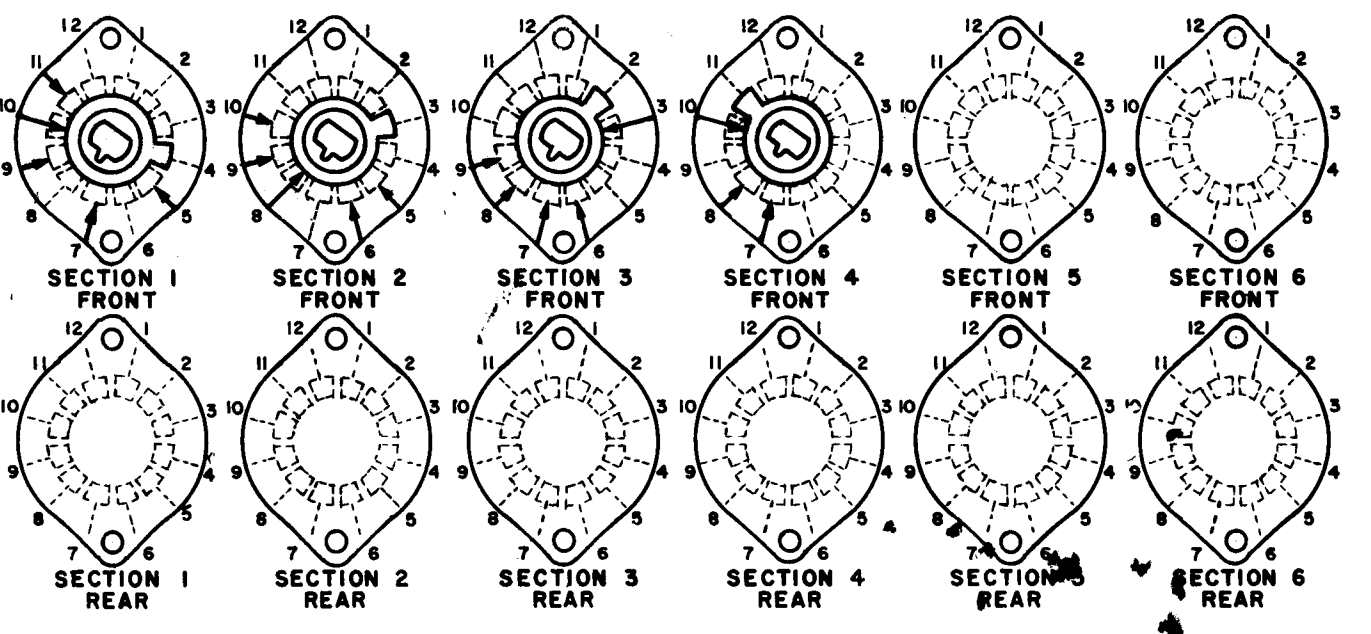 12 1 12 1 12 1 12 1 12 1 12 1
11 2 11 2 11 2 11 2 11 2 11 2
10 3 10 3 10 3 10 3 10 3 10 3
9 4 9 4 9 4 9 4 9 4 9 4
8 5 8 5 8 5 8 5 8 5 8 5
7 6 7 6 7 6 7 6 7 6 7 6
SECTION 1 SECTION 2 SECTION 3 SECTION 4 SECTION 5 SECTION 6
FRONT FRONT FRONT FRONT FRONT FRONT
12 1 12 1 12 1 12 1 12 1 12 1
11 2 11 2 11 2 11 2 11 2 11 2
10 3 10 3 10 3 10 3 10 3 3
9 4 9 4 9 4 9 4 9 4 9 4
8 5 8 5 8 5 8 5 8 5 8 5
7 6 7 6 7 6 7 6 7 6 7 6
SECTION 1 SECTION 2 SECTION 3 SECTION 4 SECTION 5 SECTION 6
REAR REAR REAR REAR REAR REAR